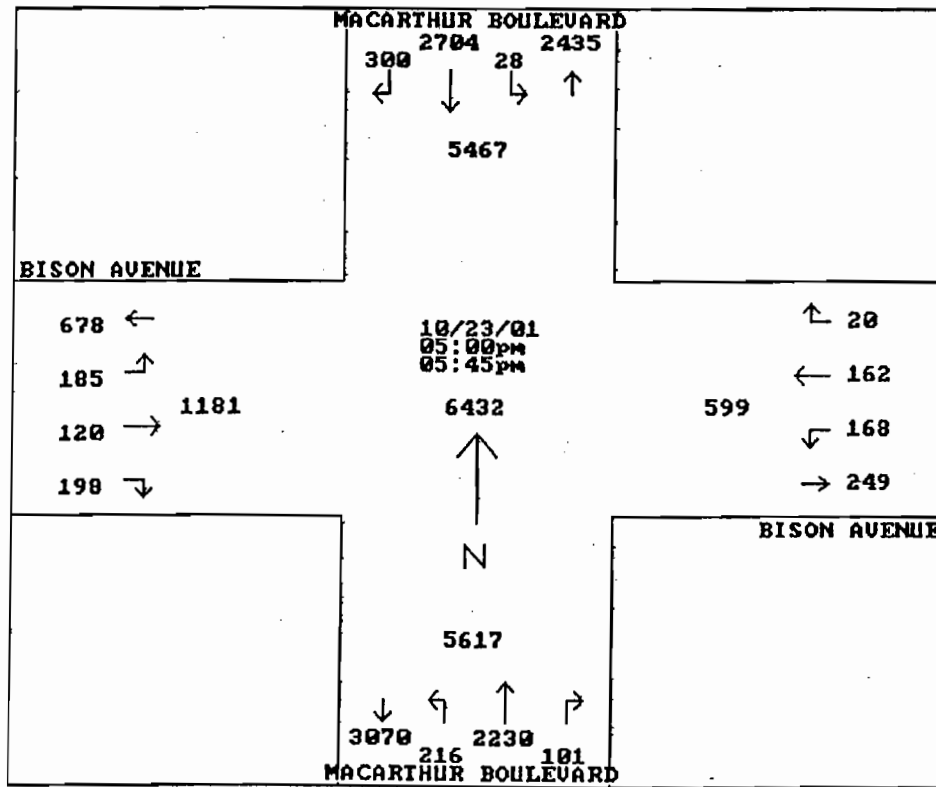 MACARTHUR BOULEVARD
2704 2435
300 28
5467
BISON AVENUE
678 10/23/01 20
05:00pm
05:45pm
185 162
1181 6432 599
120 168
198 249
BISON AVENUE
N
5617
3070 2230
216 101
MACARTHUR BOULEVARD